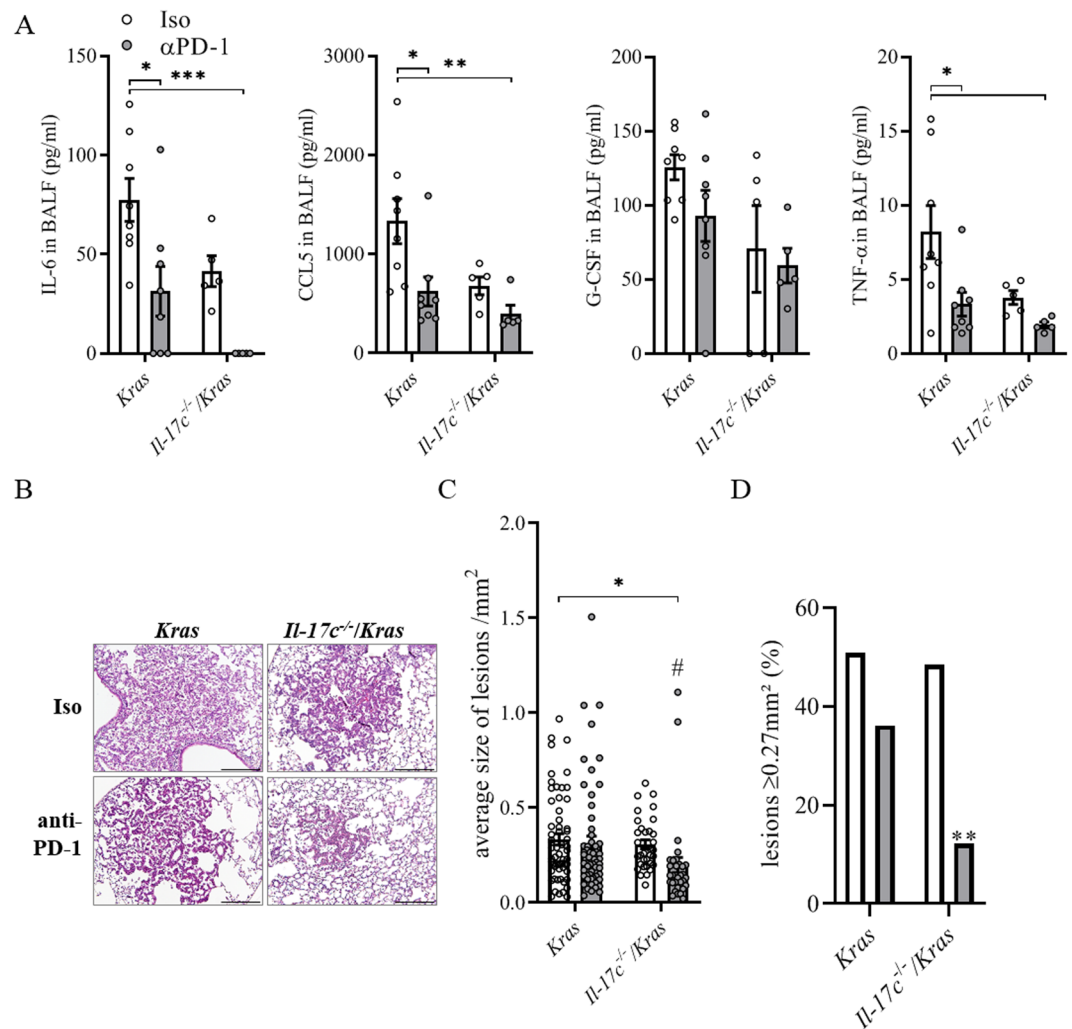 A
Iso
αPD-1
IL-6 in BALF (pg/ml)
150
100
50
0
*
***
Kras
Il-17c-/-/Kras
CCL5 in BALF (pg/ml)
3000
2000
1000
0
*
**
Kras
Il-17c-/-/Kras
G-CSF in BALF (pg/ml)
200
150
100
50
0
Kras
Il-17c-/-/Kras
TNF-α in BALF (pg/ml)
20
15
10
5
0
*
Kras
Il-17c-/-/Kras
B
Kras
Il-17c-/-/Kras
Iso
anti-
PD-1
C
average size of lesions /mm²
2.0
1.5
1.0
0.5
0.0
*
#
Kras
Il-17c-/-/Kras
D
lesions ≥0.27mm² (%)
60
40
20
0
**
Kras
Il-17c-/-/Kras